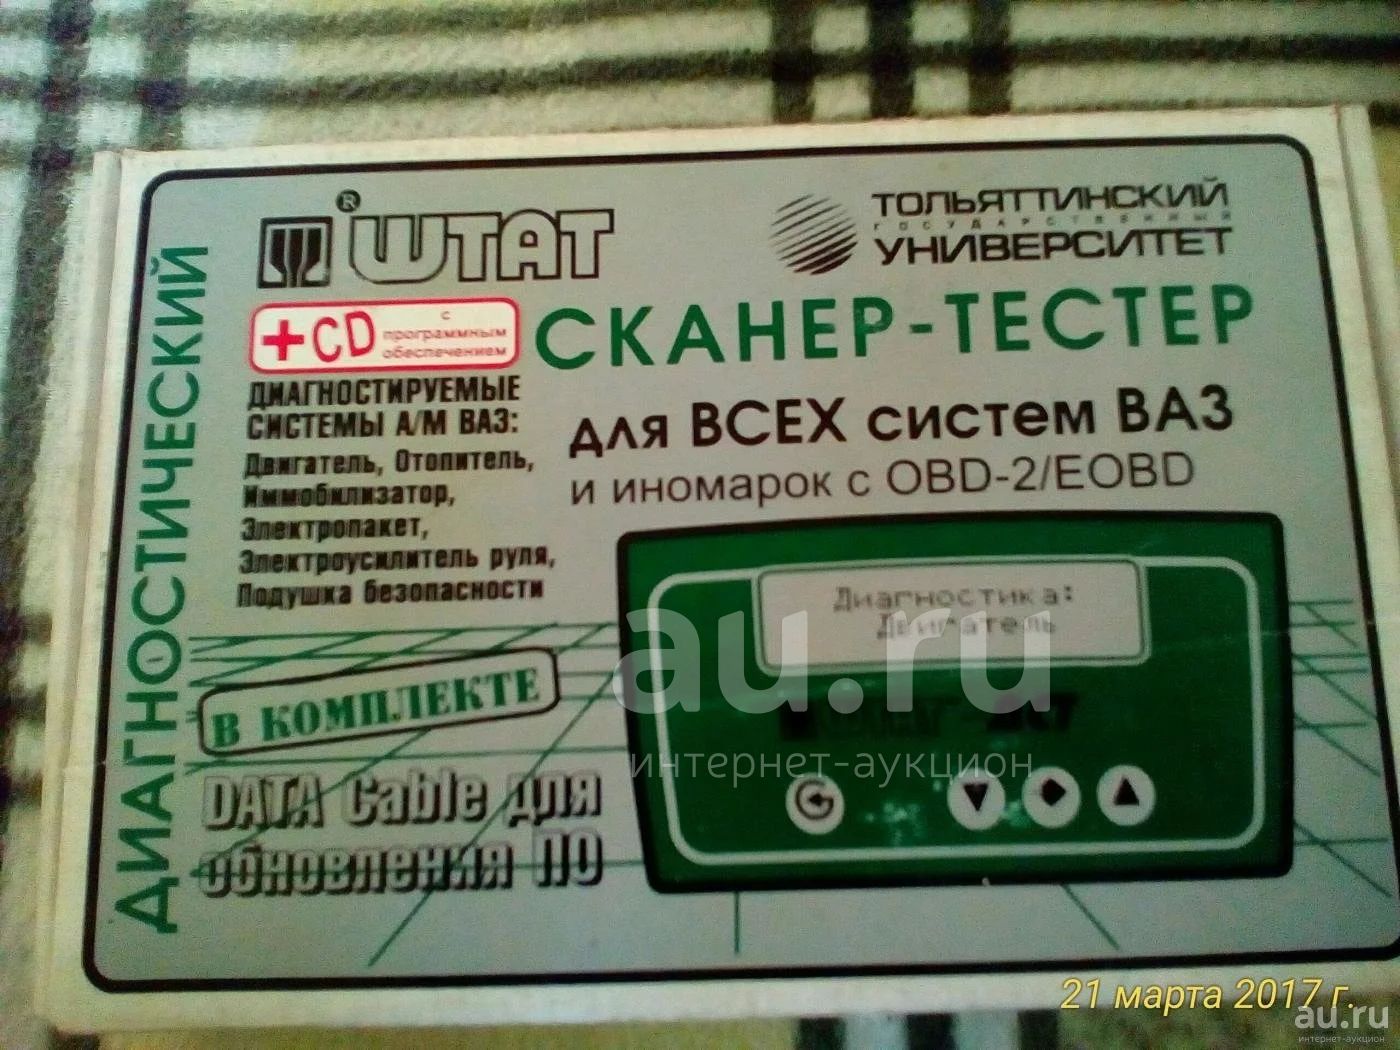 ДИАГНОСТИЧЕСКИЙ
® ШТАТ
ТОЛЬЯТТИНСКИЙ
ГОСУДАРСТВЕННЫЙ
УНИВЕРСИТЕТ
+CD с
программным
обеспечением
СКАНЕР-ТЕСТЕР
для ВСЕХ систем ВАЗ
и иномарок с OBD-2/EOBD
ДИАГНОСТИРУЕМЫЕ
СИСТЕМЫ А/М ВАЗ:
Двигатель, Отопитель,
Иммобилизатор,
Электропакет,
Электроусилитель руля,
Подушка безопасности
В КОМПЛЕКТЕ
DATA Cable для
обновления ПО
Диагностика:
Двигатель
au.ru
интернет-аукцион
21 марта 2017 г.
au.ru
интернет-аукцион